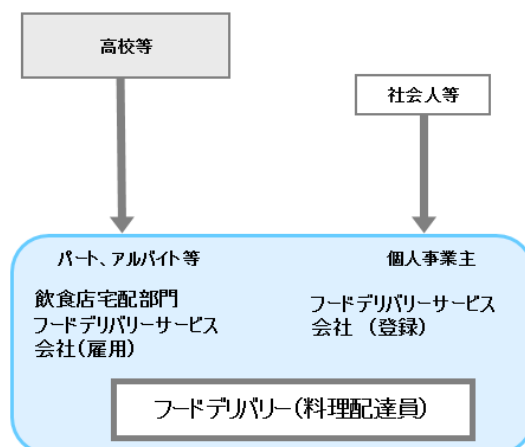 高校等
社会人等
パート、アルバイト等
飲食店宅配部門
フードデリバリーサービス
会社(雇用)
個人事業主
フードデリバリーサービス
会社 (登録)
フードデリバリー(料理配達員)